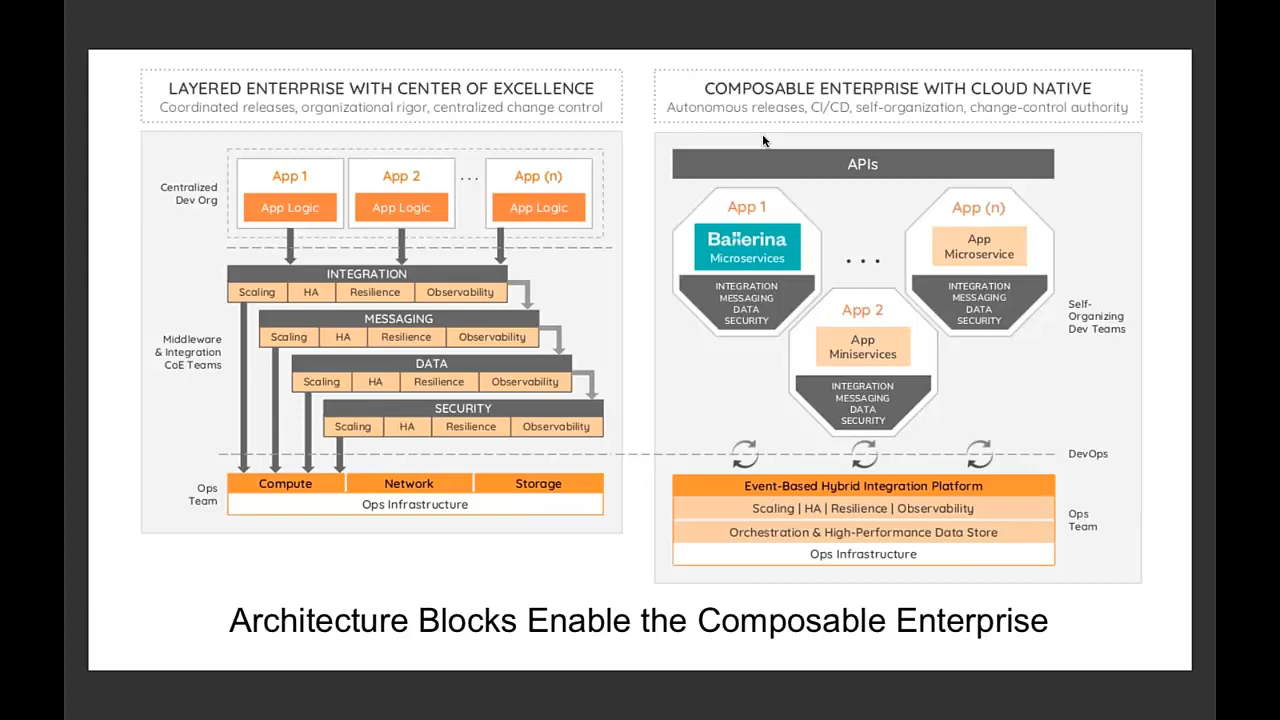 LAYERED ENTERPRISE WITH CENTER OF EXCELLENCE
Coordinated releases, organizational rigor, centralized change control
Centralized
Dev Org
App 1
App Logic
App 2
App Logic
...
App (n)
App Logic
Middleware
& Integration
CoE Teams
INTEGRATION
Scaling HA Resilience Observability
MESSAGING
Scaling HA Resilience Observability
DATA
Scaling HA Resilience Observability
SECURITY
Scaling HA Resilience Observability
Ops
Team
Compute Network Storage
Ops Infrastructure
COMPOSABLE ENTERPRISE WITH CLOUD NATIVE
Autonomous releases, CI/CD, self-organization, change-control authority
APIs
App 1
Ballerina
Microservices
INTEGRATION
MESSAGING
DATA
SECURITY
...
App 2
App
Miniservices
INTEGRATION
MESSAGING
DATA
SECURITY
App (n)
App
Microservice
INTEGRATION
MESSAGING
DATA
SECURITY
Self-
Organizing
Dev Teams
DevOps
Event-Based Hybrid Integration Platform
Scaling | HA | Resilience | Observability
Orchestration & High-Performance Data Store
Ops Infrastructure
Ops
Team
Architecture Blocks Enable the Composable Enterprise